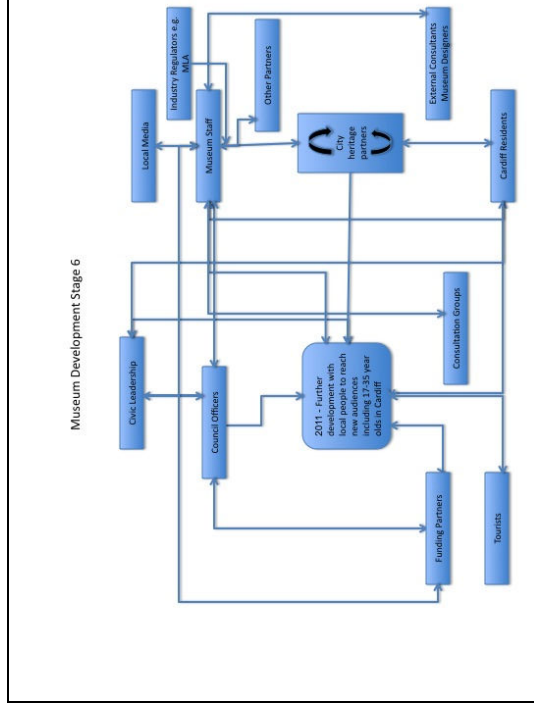 Museum Development Stage 6
Civic Leadership
Local Media
Industry Regulators e.g.
MLA
Council Officers
Museum Staff
Other Partners
2011 - Further
development with
local people to reach
new audiences
including 17-35 year
olds in Cardiff
City
heritage
partners
Funding Partners
Consultation Groups
External Consultants
Museum Designers
Tourists
Cardiff Residents